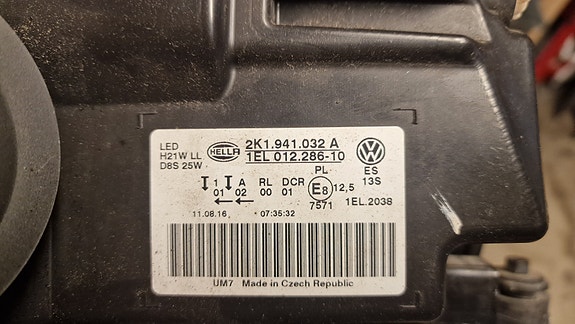 LED
H21W LL
D8S 25W
HELLA
2K1.941.032 A
1EL 012.286-10
PL
ES
13S
1 A RL DCR
01 02 00 01
E8 12,5
7571
1EL.2038
11.08.16 * 07:35:32
UM7 Made in Czech Republic